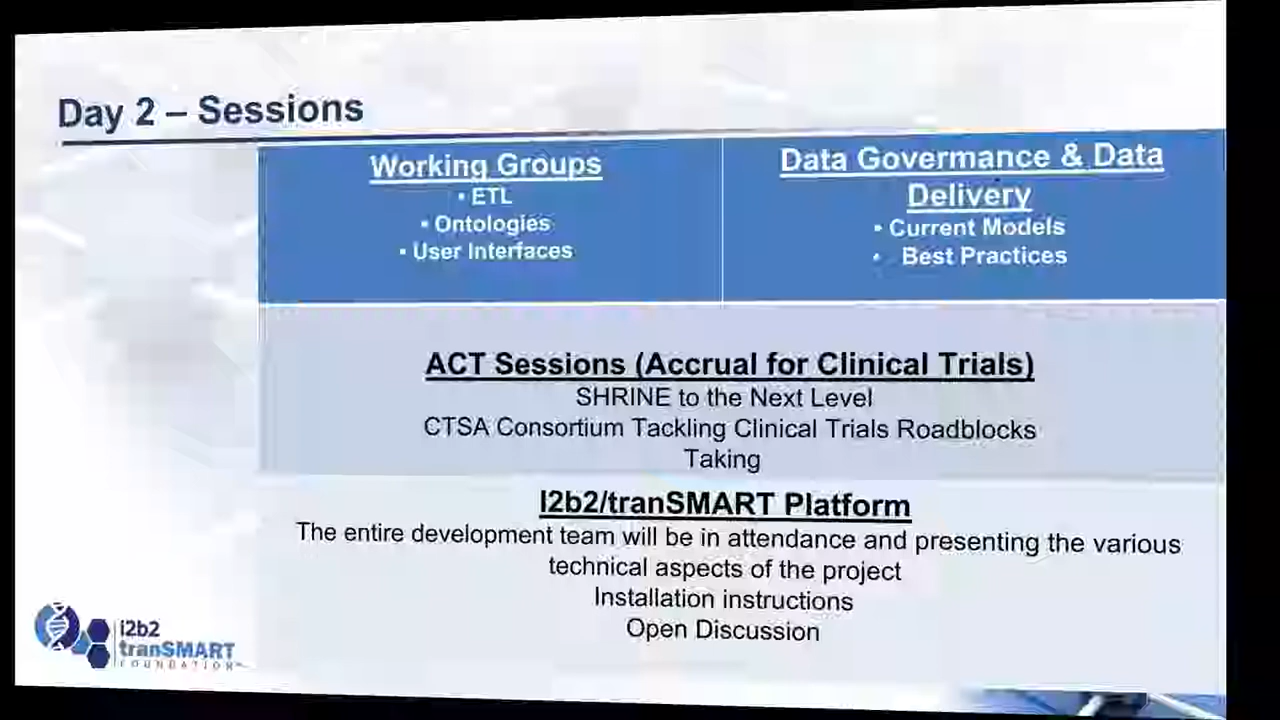 Day 2 – Sessions
Working Groups
• ETL
• Ontologies
• User Interfaces
Data Govermance & Data
Delivery
• Current Models
• Best Practices
ACT Sessions (Accrual for Clinical Trials)
SHRINE to the Next Level
CTSA Consortium Tackling Clinical Trials Roadblocks
Taking
I2b2/tranSMART Platform
The entire development team will be in attendance and presenting the various
technical aspects of the project
Installation instructions
Open Discussion
i2b2
tranSMART
FOUNDATION